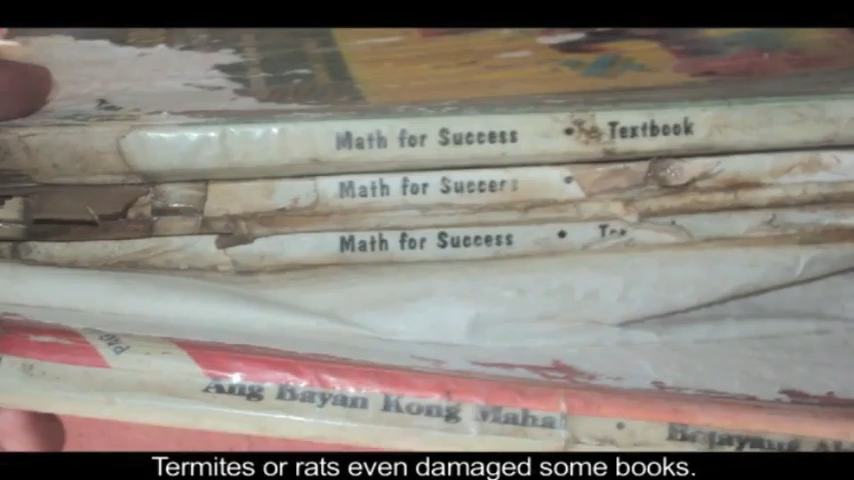 Math for Success • Textbook
Math for Success •
Math for Success •
Ang Bayan Kong Maha
Termites or rats even damaged some books.